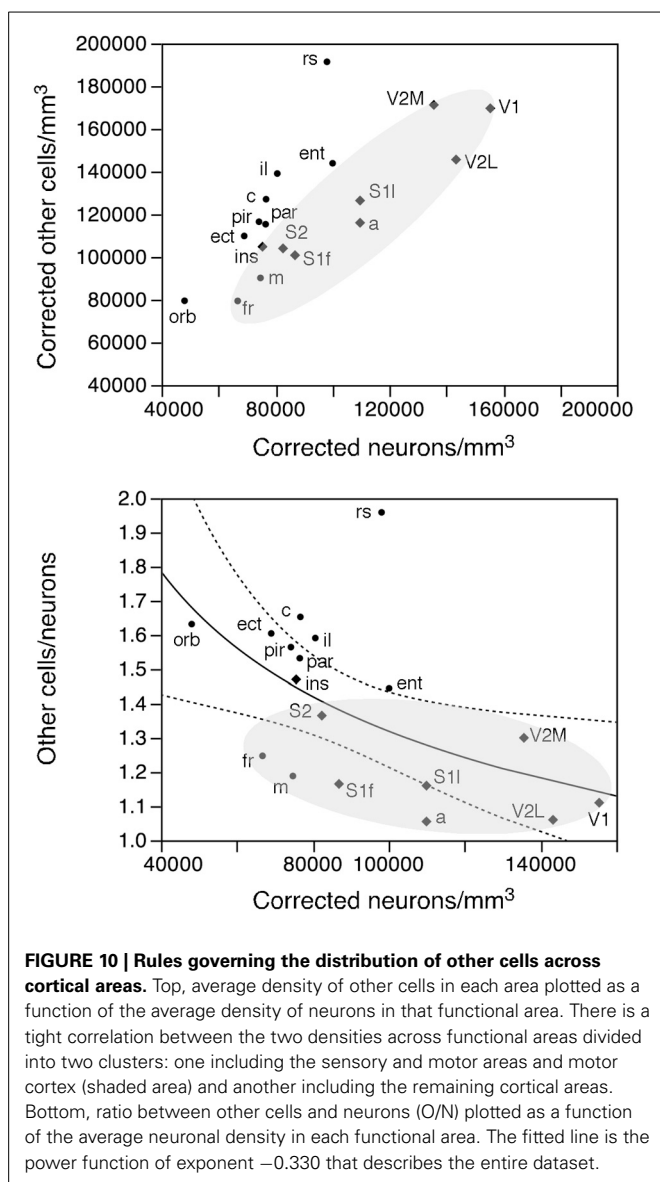 200000
180000
160000
140000
120000
100000
80000
60000
40000
Corrected other cells/mm³
rs
V2M
V1
ent
V2L
il
c
S1l
pir
par
a
ect
S2
ins
S1f
m
fr
orb
40000 80000 120000 160000 200000
Corrected neurons/mm³
2.0
1.9
1.8
1.7
1.6
1.5
1.4
1.3
1.2
1.1
1.0
Other cells/neurons
rs
c
ect
il
orb
pir
par
ins
ent
S2
V2M
fr
m
S1f
S1l
a
V2L
V1
40000 80000 100000 140000
Corrected neurons/mm³
FIGURE 10 | Rules governing the distribution of other cells across
cortical areas. Top, average density of other cells in each area plotted as a
function of the average density of neurons in that functional area. There is a
tight correlation between the two densities across functional areas divided
into two clusters: one including the sensory and motor areas and motor
cortex (shaded area) and another including the remaining cortical areas.
Bottom, ratio between other cells and neurons (O/N) plotted as a function
of the average neuronal density in each functional area. The fitted line is the
power function of exponent −0.330 that describes the entire dataset.